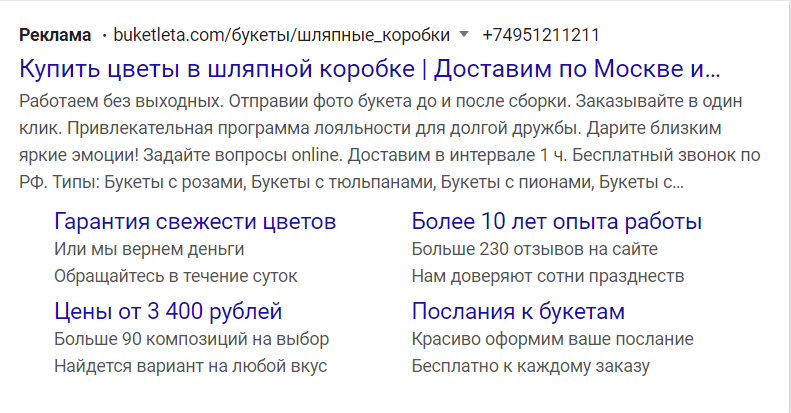 Реклама · buketleta.com/букеты/шляпные_коробки +74951211211
Купить цветы в шляпной коробке | Доставим по Москве и...
Работаем без выходных. Отправии фото букета до и после сборки. Заказывайте в один
клик. Привлекательная программа лояльности для долгой дружбы. Дарите близким
яркие эмоции! Задайте вопросы online. Доставим в интервале 1 ч. Бесплатный звонок по
РФ. Типы: Букеты с розами, Букеты с тюльпанами, Букеты с пионами, Букеты с...
Гарантия свежести цветов
Или мы вернем деньги
Обращайтесь в течение суток
Более 10 лет опыта работы
Больше 230 отзывов на сайте
Нам доверяют сотни празднеств
Цены от 3 400 рублей
Больше 90 композиций на выбор
Найдется вариант на любой вкус
Послания к букетам
Красиво оформим ваше послание
Бесплатно к каждому заказу